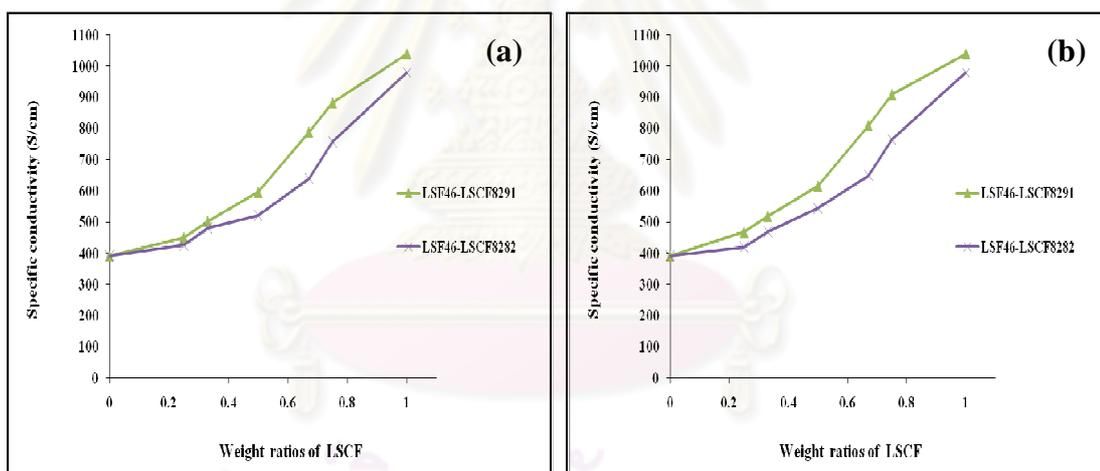 (a)
1100
1000
900
800
700
600
500
400
300
200
100
0
Specific conductivity (S/cm)
0 0.2 0.4 0.6 0.8 1
Weight ratios of LSCF
LSF46-LSCF8291
LSF46-LSCF8282
(b)
1100
1000
900
800
700
600
500
400
300
200
100
0
Specific conductivity (S/cm)
0 0.2 0.4 0.6 0.8 1
Weight ratios of LSCF
LSF46-LSCF8291
LSF46-LSCF8282